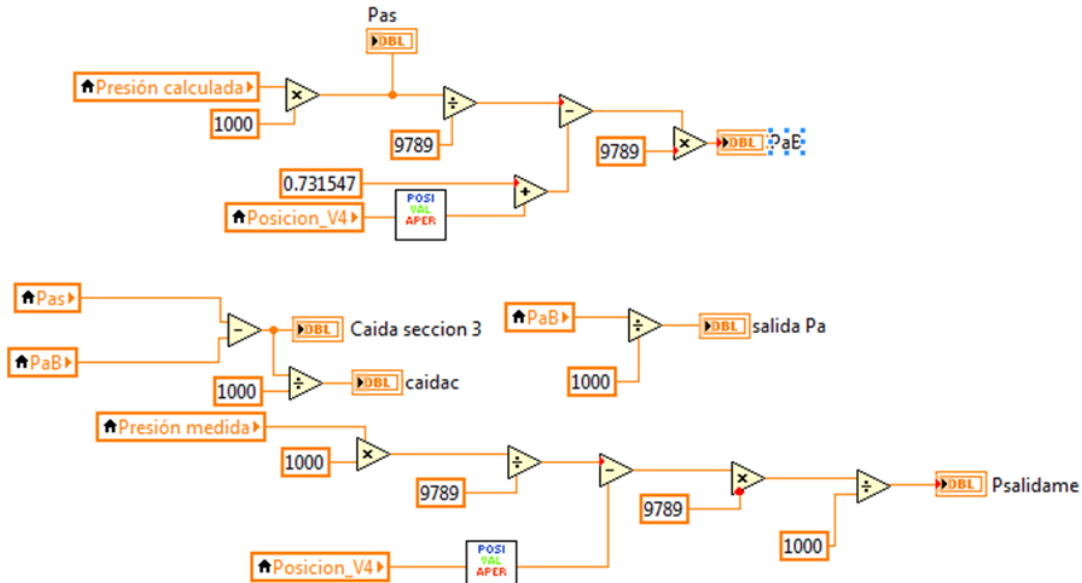 Pas
DBL
Presión calculada
×
1000
÷
9789
-
9789
×
DBL
PaB
0.731547
+
Posicion_V4
POSI
VAL
APER
Pas
-
DBL
Caida seccion 3
PaB
1000
÷
DBL
caidac
PaB
÷
DBL
salida Pa
1000
Presión medida
×
1000
÷
9789
-
×
9789
÷
1000
DBL
Psalidame
Posicion_V4
POSI
VAL
APER